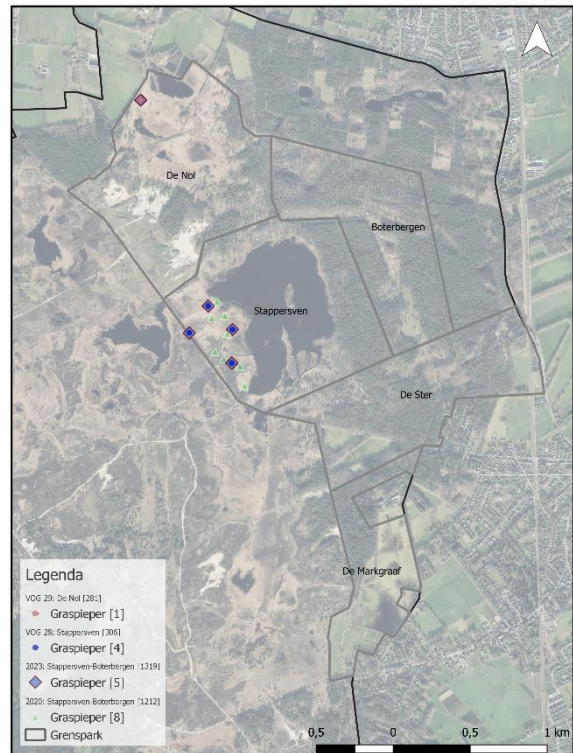 De Nol
Boterbergen
Stappersven
De Ster
De Markgraaf
Legenda
VOG 29: De Nol [281]
Graspieper [1]
VOG 28: Stappersven [306]
Graspieper [4]
2023: Stappersven-Boterbergen [1319]
Graspieper [5]
2020: Stappersven-Boterbergen [1212]
Graspieper [8]
Grenspark
0,5 0 0,5 1 km